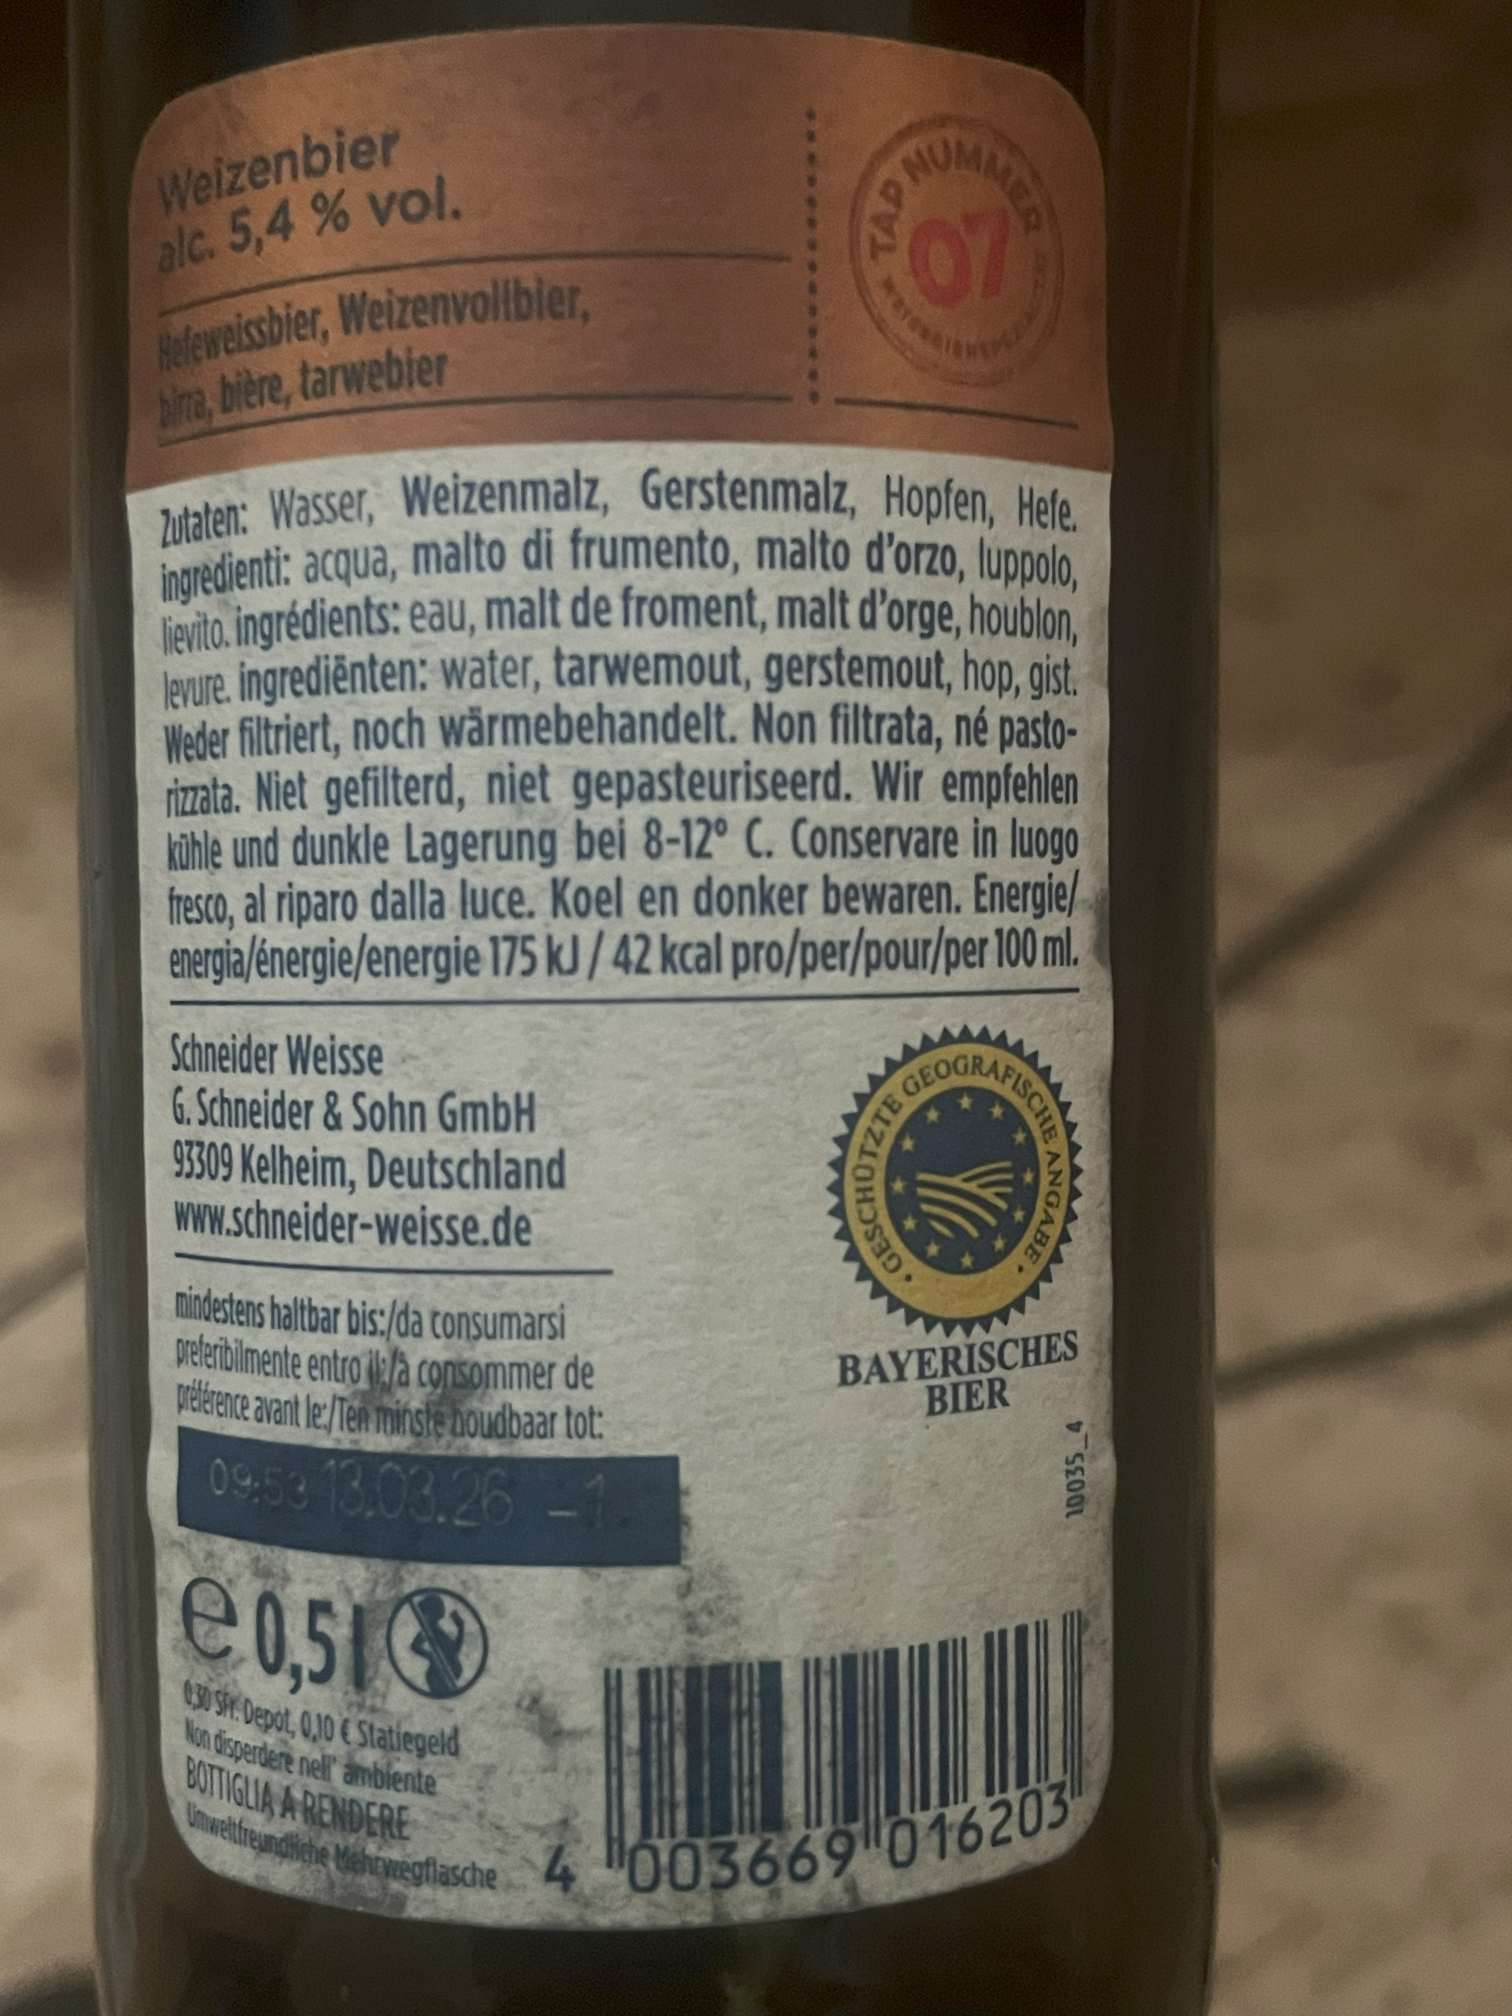 Weizenbier
alc. 5,4 % vol.
Hefeweissbier, Weizenvollbier,
birra, bière, tarwebier
TAP NUMMER
07
Zutaten: Wasser, Weizenmalz, Gerstenmalz, Hopfen, Hefe.
ingredienti: acqua, malto di frumento, malto d'orzo, luppolo,
lievito. ingrédients: eau, malt de froment, malt d'orge, houblon,
levure. ingrediënten: water, tarwemout, gerstemout, hop, gist.
Weder filtriert, noch wärmebehandelt. Non filtrata, né pasto-
rizzata. Niet gefilterd, niet gepasteuriseerd. Wir empfehlen
kühle und dunkle Lagerung bei 8-12° C. Conservare in luogo
fresco, al riparo dalla luce. Koel en donker bewaren. Energie/
energia/énergie/energie 175 kJ / 42 kcal pro/per/pour/per 100 ml.
Schneider Weisse
G. Schneider & Sohn GmbH
93309 Kelheim, Deutschland
www.schneider-weisse.de
GESCHÜTZTE GEOGRAFISCHE ANGABE
BAYERISCHES
BIER
mindestens haltbar bis:/da consumarsi
preferibilmente entro il:/à consommer de
préférence avant le:/Ten minste houdbaar tot:
09:53 13.03.26 -1
10035_4
e 0,5 l
0,30 SFr. Depot, 0,10 € Statiegeld
Non disperdere nell' ambiente
BOTTIGLIA A RENDERE
Umweltfreundliche Mehrwegflasche
4 003669 016203